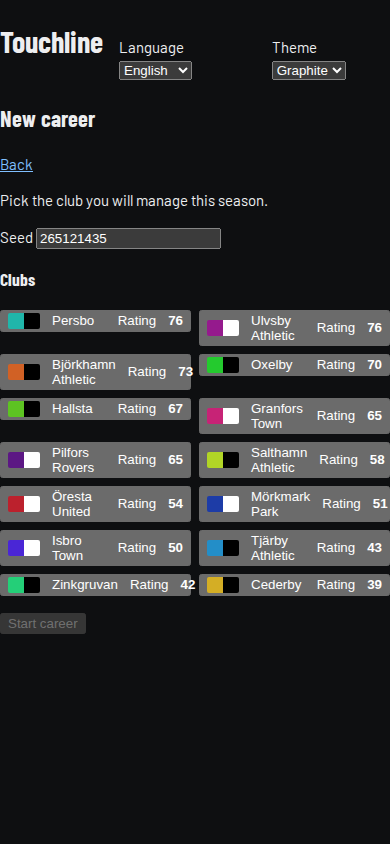 Touchline
Language
Theme
English
Graphite
New career
Back
Pick the club you will manage this season.
Seed 265121435
Clubs
Persbo Rating 76
Ulvsby Athletic Rating 76
Björkhamn Athletic Rating 73
Oxelby Rating 70
Hallsta Rating 67
Granfors Town Rating 65
Pilfors Rovers Rating 65
Salthamn Athletic Rating 58
Öresta United Rating 54
Mörkmark Park Rating 51
Isbro Town Rating 50
Tjärby Athletic Rating 43
Zinkgruvan Rating 42
Cederby Rating 39
Start career